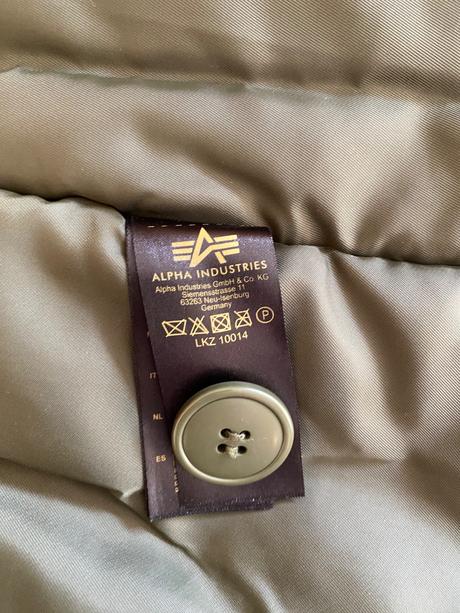 ALPHA INDUSTRIES
Alpha Industries GmbH & Co. KG
Siemensstrasse 11
63263 Neu-Isenburg
Germany
P
LKZ 10014
IT
NL
ES